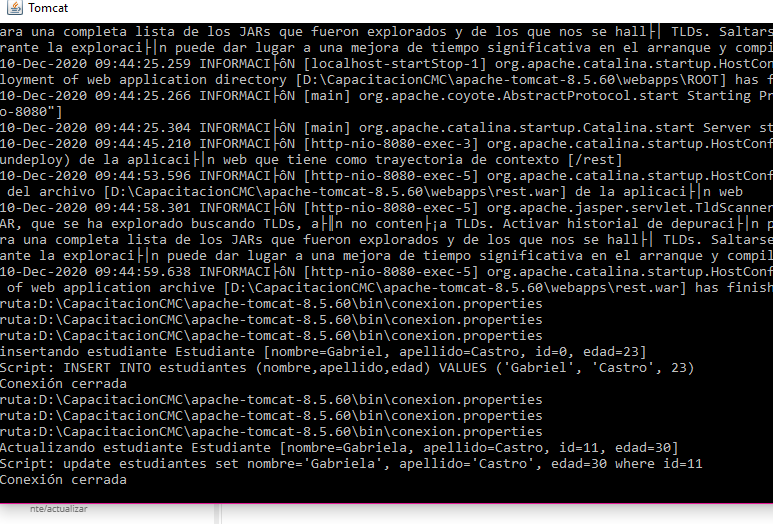 Tomcat
ara una completa lista de los JARs que fueron explorados y de los que nos se hall├│ TLDs. Saltarse
rante la exploraci├│n puede dar lugar a una mejora de tiempo significativa en el arranque y compi
10-Dec-2020 09:44:25.259 INFORMACI├ôN [localhost-startStop-1] org.apache.catalina.startup.HostConf
loyment of web application directory [D:\CapacitacionCMC\apache-tomcat-8.5.60\webapps\ROOT] has f
10-Dec-2020 09:44:25.266 INFORMACI├ôN [main] org.apache.coyote.AbstractProtocol.start Starting Pr
o-8080"]
10-Dec-2020 09:44:25.304 INFORMACI├ôN [main] org.apache.catalina.startup.Catalina.start Server st
10-Dec-2020 09:44:45.210 INFORMACI├ôN [http-nio-8080-exec-3] org.apache.catalina.startup.HostConf
undeploy) de la aplicaci├│n web que tiene como trayectoria de contexto [/rest]
10-Dec-2020 09:44:53.596 INFORMACI├ôN [http-nio-8080-exec-5] org.apache.catalina.startup.HostConf
 del archivo [D:\CapacitacionCMC\apache-tomcat-8.5.60\webapps\rest.war] de la aplicaci├│n web
10-Dec-2020 09:44:58.301 INFORMACI├ôN [http-nio-8080-exec-5] org.apache.jasper.servlet.TldScanner
AR, que se ha explorado buscando TLDs, a├║n no conten├¡a TLDs. Activar historial de depuraci├│n p
ra una completa lista de los JARs que fueron explorados y de los que nos se hall├│ TLDs. Saltarse
ante la exploraci├│n puede dar lugar a una mejora de tiempo significativa en el arranque y compil
10-Dec-2020 09:44:59.638 INFORMACI├ôN [http-nio-8080-exec-5] org.apache.catalina.startup.HostConf
 of web application archive [D:\CapacitacionCMC\apache-tomcat-8.5.60\webapps\rest.war] has finish
ruta:D:\CapacitacionCMC\apache-tomcat-8.5.60\bin\conexion.properties
ruta:D:\CapacitacionCMC\apache-tomcat-8.5.60\bin\conexion.properties
ruta:D:\CapacitacionCMC\apache-tomcat-8.5.60\bin\conexion.properties
insertando estudiante Estudiante [nombre=Gabriel, apellido=Castro, id=0, edad=23]
Script: INSERT INTO estudiantes (nombre,apellido,edad) VALUES ('Gabriel', 'Castro', 23)
Conexión cerrada
ruta:D:\CapacitacionCMC\apache-tomcat-8.5.60\bin\conexion.properties
ruta:D:\CapacitacionCMC\apache-tomcat-8.5.60\bin\conexion.properties
ruta:D:\CapacitacionCMC\apache-tomcat-8.5.60\bin\conexion.properties
Actualizando estudiante Estudiante [nombre=Gabriela, apellido=Castro, id=11, edad=30]
Script: update estudiantes set nombre='Gabriela', apellido='Castro', edad=30 where id=11
Conexión cerrada
nte/actualizar